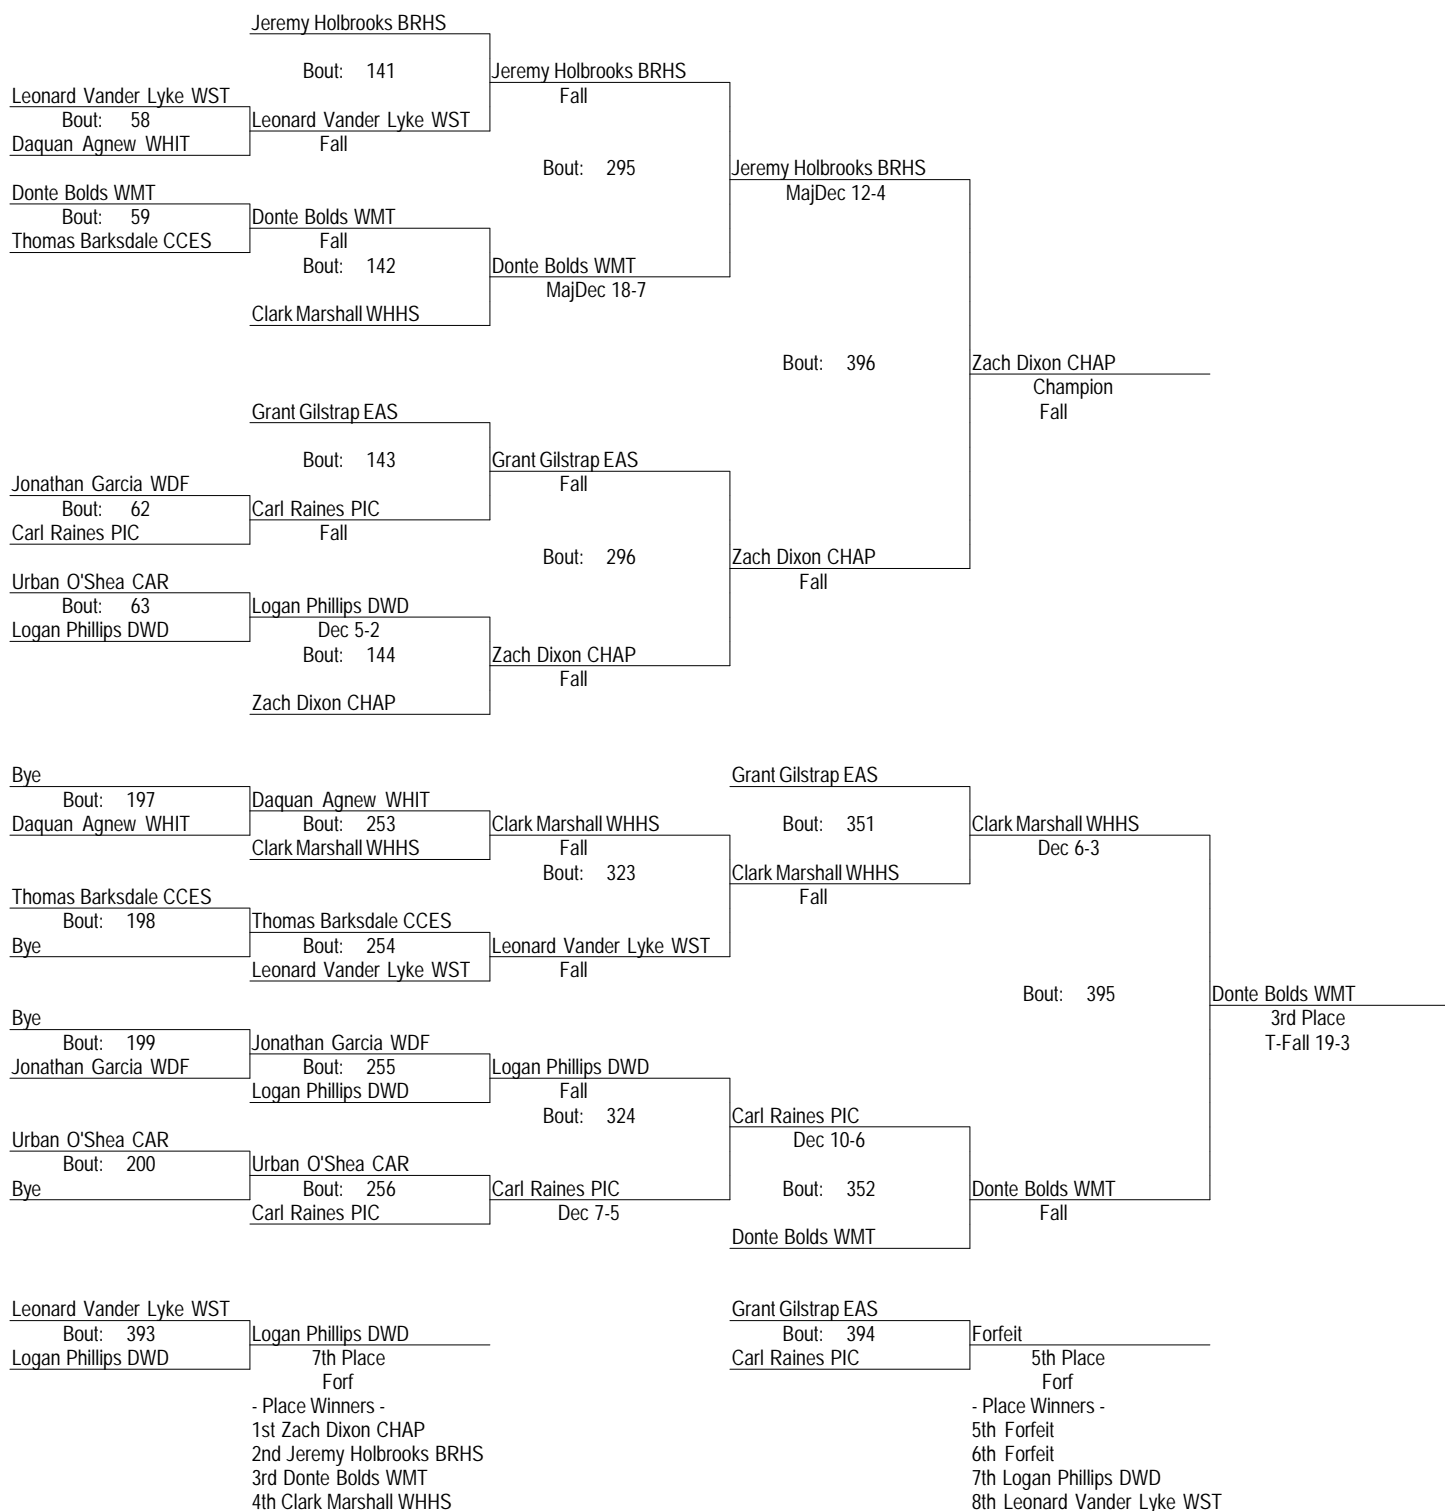 Jeremy Holbrooks BRHS
Bout: 141 Jeremy Holbrooks BRHS
Leonard Vander Lyke WST Fall
Bout: 58 Leonard Vander Lyke WST
Daquan Agnew WHIT Fall
Bout: 295 Jeremy Holbrooks BRHS
Donte Bolds WMT MajDec 12-4
Bout: 59 Donte Bolds WMT
Thomas Barksdale CCES Fall
Bout: 142 Donte Bolds WMT
MajDec 18-7
Clark Marshall WHHS
Bout: 396 Zach Dixon CHAP
Champion
Grant Gilstrap EAS Fall
Bout: 143 Grant Gilstrap EAS
Jonathan Garcia WDF Fall
Bout: 62 Carl Raines PIC
Carl Raines PIC Fall
Bout: 296 Zach Dixon CHAP
Urban O'Shea CAR Fall
Bout: 63 Logan Phillips DWD
Logan Phillips DWD Dec 5-2
Bout: 144 Zach Dixon CHAP
Fall
Zach Dixon CHAP
Bye Grant Gilstrap EAS
Bout: 197 Daquan Agnew WHIT
Daquan Agnew WHIT Bout: 253 Clark Marshall WHHS Bout: 351 Clark Marshall WHHS
Clark Marshall WHHS Fall Dec 6-3
Bout: 323 Clark Marshall WHHS
Thomas Barksdale CCES Fall
Bout: 198 Thomas Barksdale CCES
Bye Bout: 254 Leonard Vander Lyke WST
Leonard Vander Lyke WST Fall
Bout: 395 Donte Bolds WMT
Bye 3rd Place
Bout: 199 Jonathan Garcia WDF T-Fall 19-3
Jonathan Garcia WDF Bout: 255 Logan Phillips DWD
Logan Phillips DWD Fall
Bout: 324 Carl Raines PIC
Urban O'Shea CAR Dec 10-6
Bout: 200 Urban O'Shea CAR
Bye Bout: 256 Carl Raines PIC Bout: 352 Donte Bolds WMT
Carl Raines PIC Dec 7-5 Fall
Donte Bolds WMT
Leonard Vander Lyke WST Grant Gilstrap EAS
Bout: 393 Logan Phillips DWD Bout: 394 Forfeit
Logan Phillips DWD 7th Place Carl Raines PIC 5th Place
Forf Forf
- Place Winners - - Place Winners -
1st Zach Dixon CHAP 5th Forfeit
2nd Jeremy Holbrooks BRHS 6th Forfeit
3rd Donte Bolds WMT 7th Logan Phillips DWD
4th Clark Marshall WHHS 8th Leonard Vander Lyke WST